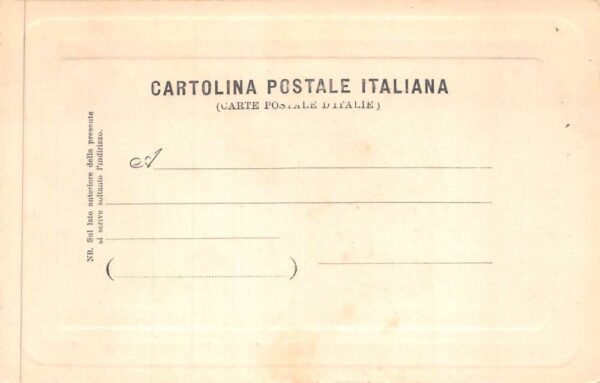 CARTOLINA POSTALE ITALIANA
(CARTE POSTALE D'ITALIE)
A
NB. Sul lato anteriore della presente
si scrive soltanto l'indirizzo.
( )